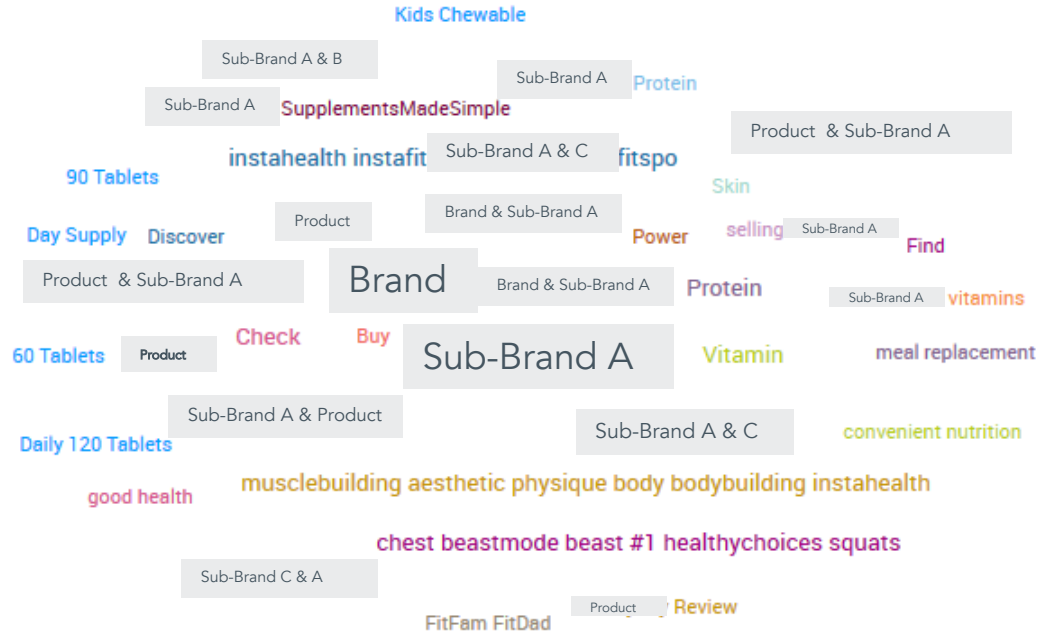 Kids Chewable
Sub-Brand A & B
Sub-Brand A
Protein
Sub-Brand A
SupplementsMadeSimple
Product & Sub-Brand A
instahealth instafit
Sub-Brand A & C
fitspo
90 Tablets
Skin
Product
Brand & Sub-Brand A
Day Supply
Discover
Power
selling
Sub-Brand A
Find
Product & Sub-Brand A
Brand
Brand & Sub-Brand A
Protein
Sub-Brand A
vitamins
Check
Buy
60 Tablets
Product
Sub-Brand A
Vitamin
meal replacement
Sub-Brand A & Product
Sub-Brand A & C
convenient nutrition
Daily 120 Tablets
good health
musclebuilding aesthetic physique body bodybuilding instahealth
chest beastmode beast #1 healthychoices squats
Sub-Brand C & A
Product
Review
FitFam FitDad